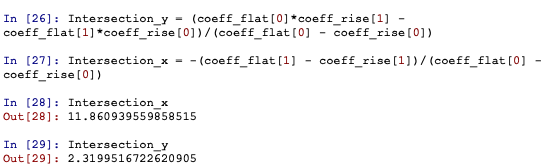 In [26]: Intersection_y = (coeff_flat[0]*coeff_rise[1] -
coeff_flat[1]*coeff_rise[0])/(coeff_flat[0] - coeff_rise[0])
In [27]: Intersection_x = -(coeff_flat[1] - coeff_rise[1])/(coeff_flat[0] -
coeff_rise[0])
In [28]: Intersection_x
Out[28]: 11.860939559858515
In [29]: Intersection_y
Out[29]: 2.3199516722620905